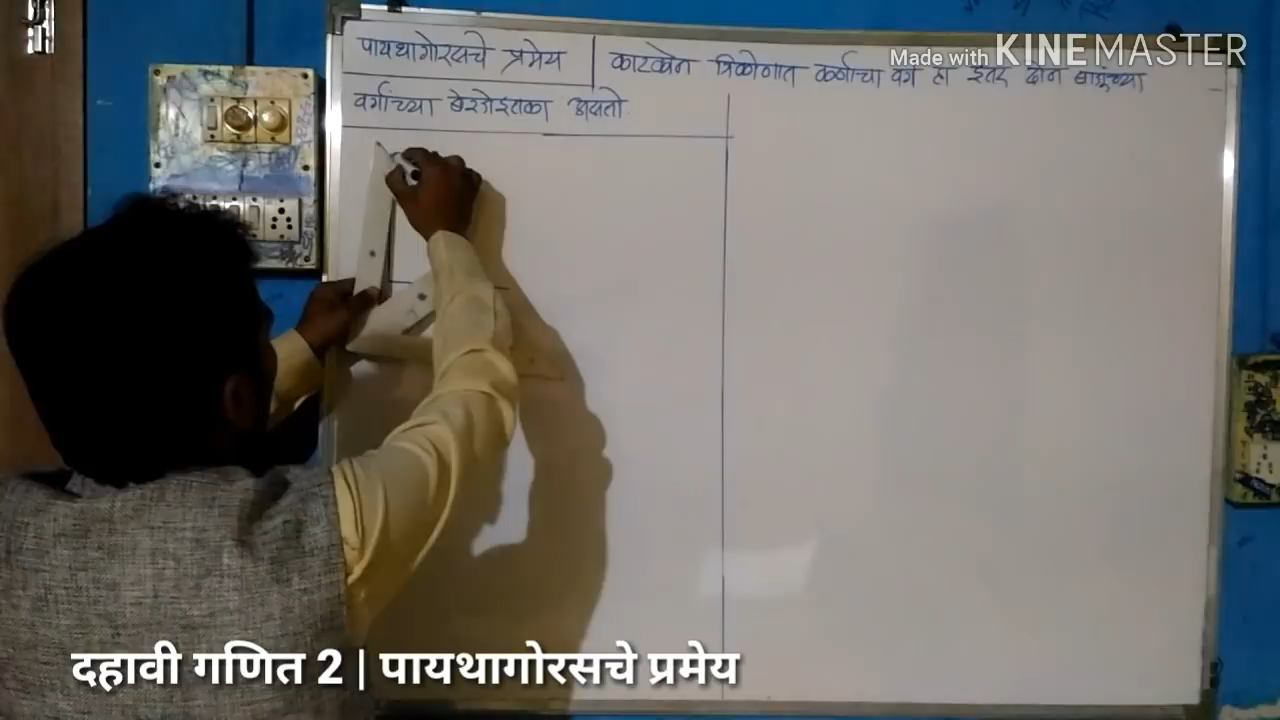 Made with KINEMASTER
पायथागोरसचे प्रमेय | काटकोन त्रिकोणात कर्णाचा वर्ग हा इतर दोन बाजूच्या
वर्गाच्या बेरजेइतका असतो.
दहावी गणित 2 | पायथागोरसचे प्रमेय